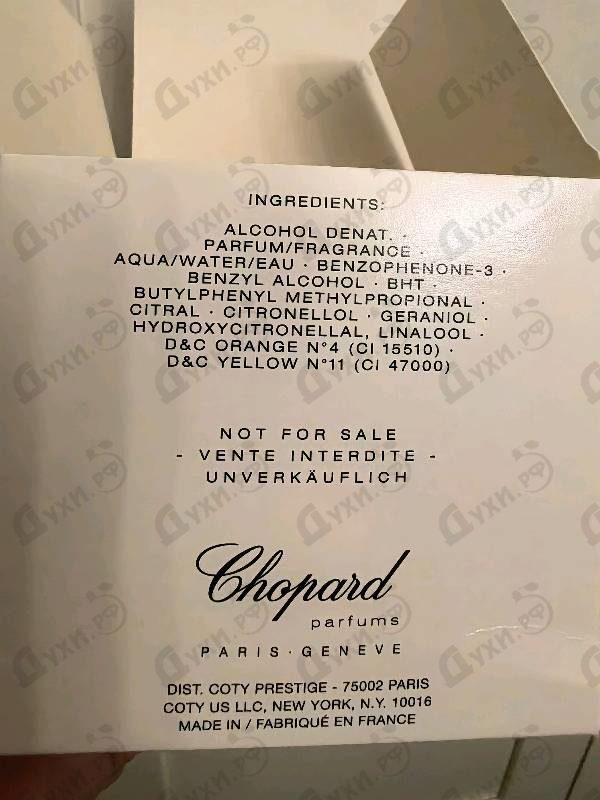 INGREDIENTS:
ALCOHOL DENAT. ·
PARFUM/FRAGRANCE ·
AQUA/WATER/EAU · BENZOPHENONE-3 ·
BENZYL ALCOHOL · BHT ·
BUTYLPHENYL METHYLPROPIONAL ·
CITRAL · CITRONELLOL · GERANIOL ·
HYDROXYCITRONELLAL, LINALOOL ·
D&C ORANGE N°4 (CI 15510) ·
D&C YELLOW N°11 (CI 47000)
NOT FOR SALE
- VENTE INTERDITE -
UNVERKÄUFLICH
Chopard
parfums
PARIS · GENEVE
DIST. COTY PRESTIGE - 75002 PARIS
COTY US LLC, NEW YORK, N.Y. 10016
MADE IN / FABRIQUÉ EN FRANCE
Духи.рф